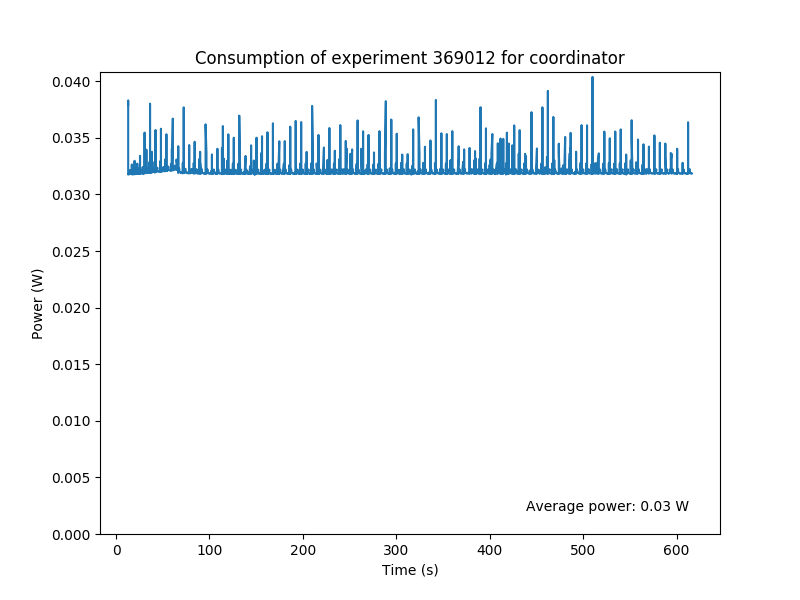 Consumption of experiment 369012 for coordinator
0.040
0.035
0.030
0.025
0.020
0.015
0.010
0.005
0.000
Power (W)
Average power: 0.03 W
0 100 200 300 400 500 600
Time (s)